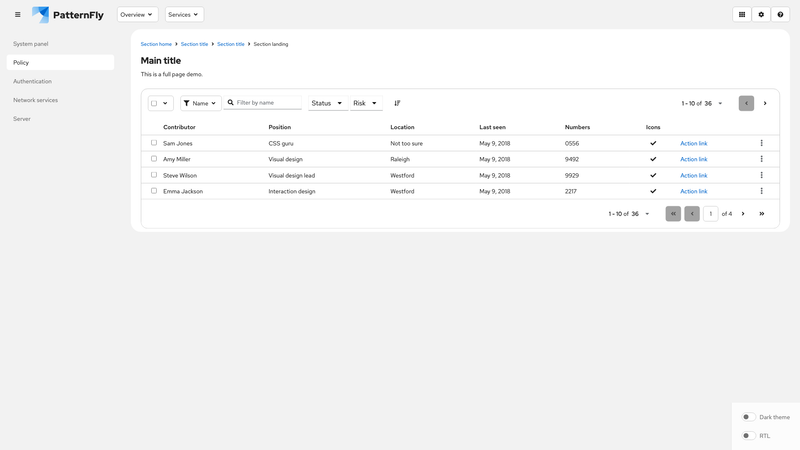 PatternFly Overview Services
System panel
Policy
Authentication
Network services
Server
Section home Section title Section title Section landing
Main title
This is a full page demo.
Name Filter by name Status Risk 1 - 10 of 36
Contributor Position Location Last seen Numbers Icons
Sam Jones CSS guru Not too sure May 9, 2018 0556 Action link
Amy Miller Visual design Raleigh May 9, 2018 9492 Action link
Steve Wilson Visual design lead Westford May 9, 2018 9929 Action link
Emma Jackson Interaction design Westford May 9, 2018 2217 Action link
1 - 10 of 36 1 of 4
Dark theme
RTL